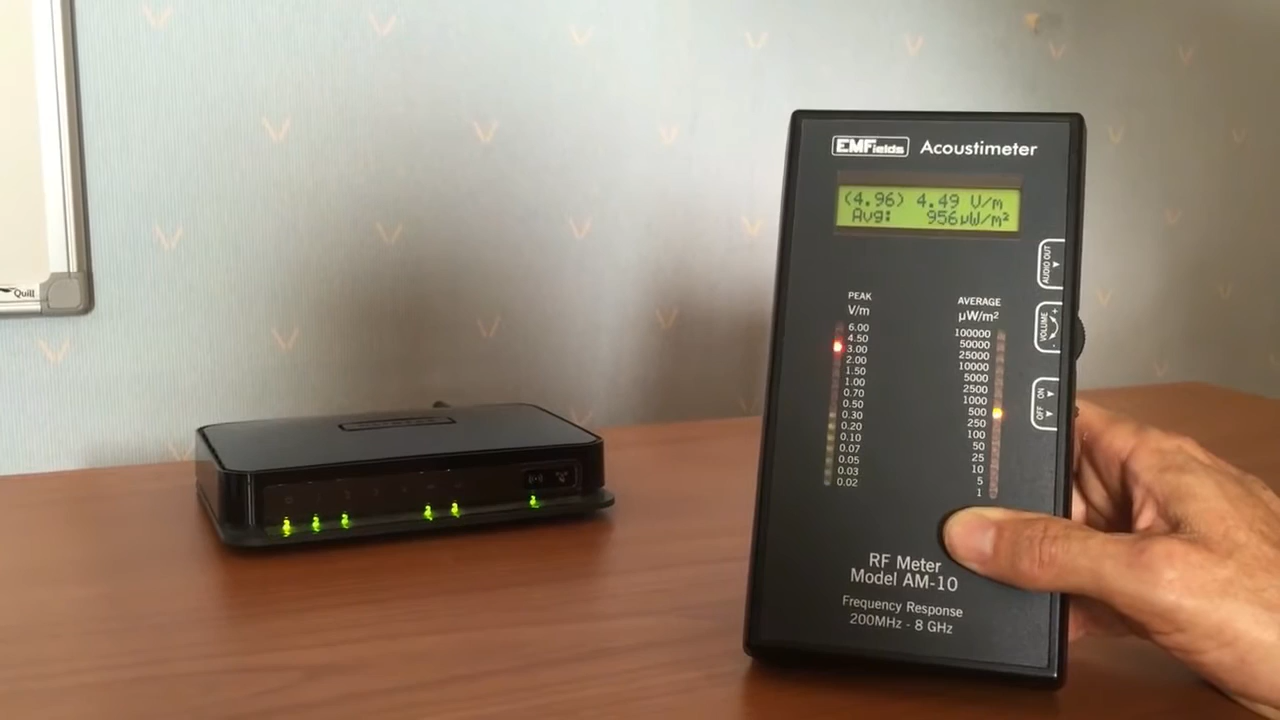 Quill
EMFields Acoustimeter
(4.96) 4.49 V/m
Avg: 956µW/m²
AUDIO OUT
PEAK
V/m
6.00
4.50
3.00
2.00
1.50
1.00
0.70
0.50
0.30
0.20
0.10
0.07
0.05
0.03
0.02
AVERAGE
µW/m²
100000
50000
25000
10000
5000
2500
1000
500
250
100
50
25
10
5
1
VOLUME
- +
OFF ON
RF Meter
Model AM-10
Frequency Response
200MHz - 8 GHz